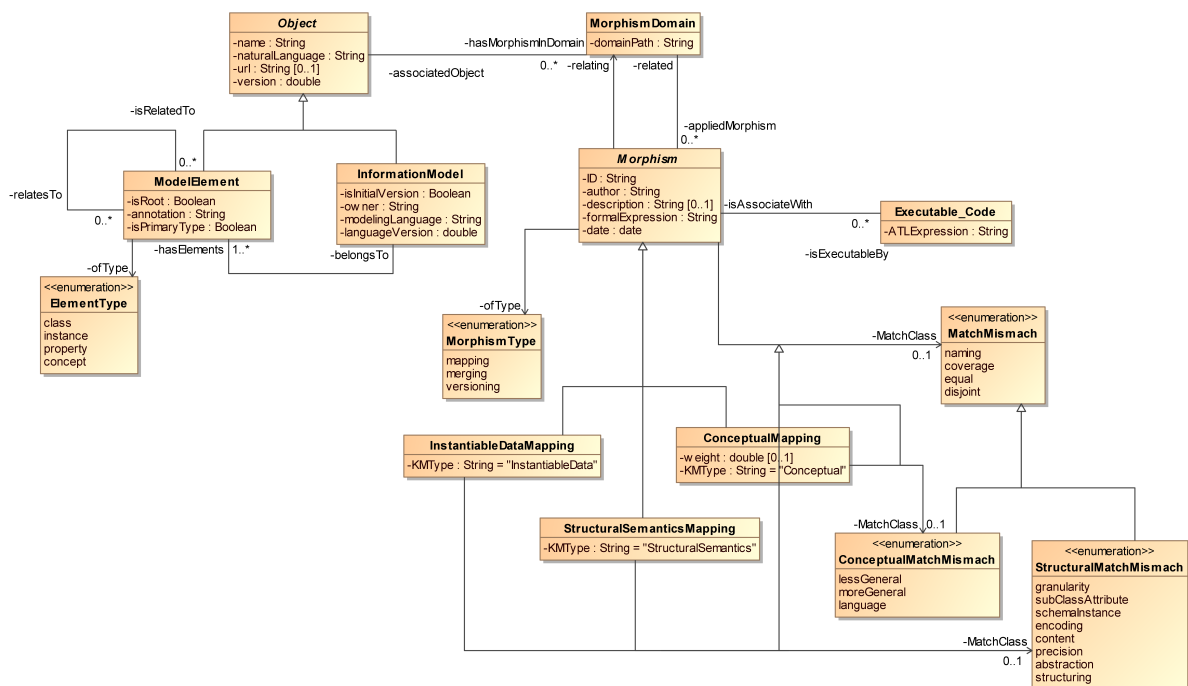 Object
-name : String
-naturalLanguage : String
-url : String [0..1]
-version : double
MorphismDomain
-domainPath : String
-hasMorphismInDomain
0..*
-associatedObject
-relating
-related
-appliedMorphism
0..*
-isRelatedTo
0..*
-relatesTo
0..*
ModelElement
-isRoot : Boolean
-annotation : String
-isPrimaryType : Boolean
InformationModel
-isInitialVersion : Boolean
-owner : String
-modelingLanguage : String
-languageVersion : double
-hasElements
1..*
-belongsTo
-ofType
<<enumeration>>
ElementType
class
instance
property
concept
Morphism
-ID : String
-author : String
-description : String [0..1]
-formalExpression : String
-date : date
-isAssociateWith
0..*
-isExecutableBy
Executable_Code
-ATLExpression : String
-ofType
<<enumeration>>
MorphismType
mapping
merging
versioning
-MatchClass
0..1
<<enumeration>>
MatchMismach
naming
coverage
equal
disjoint
InstantiableDataMapping
-KMType : String = "InstantiableData"
ConceptualMapping
-weight : double [0..1]
-KMType : String = "Conceptual"
StructuralSemanticsMapping
-KMType : String = "StructuralSemantics"
-MatchClass
0..1
<<enumeration>>
ConceptualMatchMismach
lessGeneral
moreGeneral
language
-MatchClass
0..1
<<enumeration>>
StructuralMatchMismach
granularity
subClassAttribute
schemaInstance
encoding
content
precision
abstraction
structuring